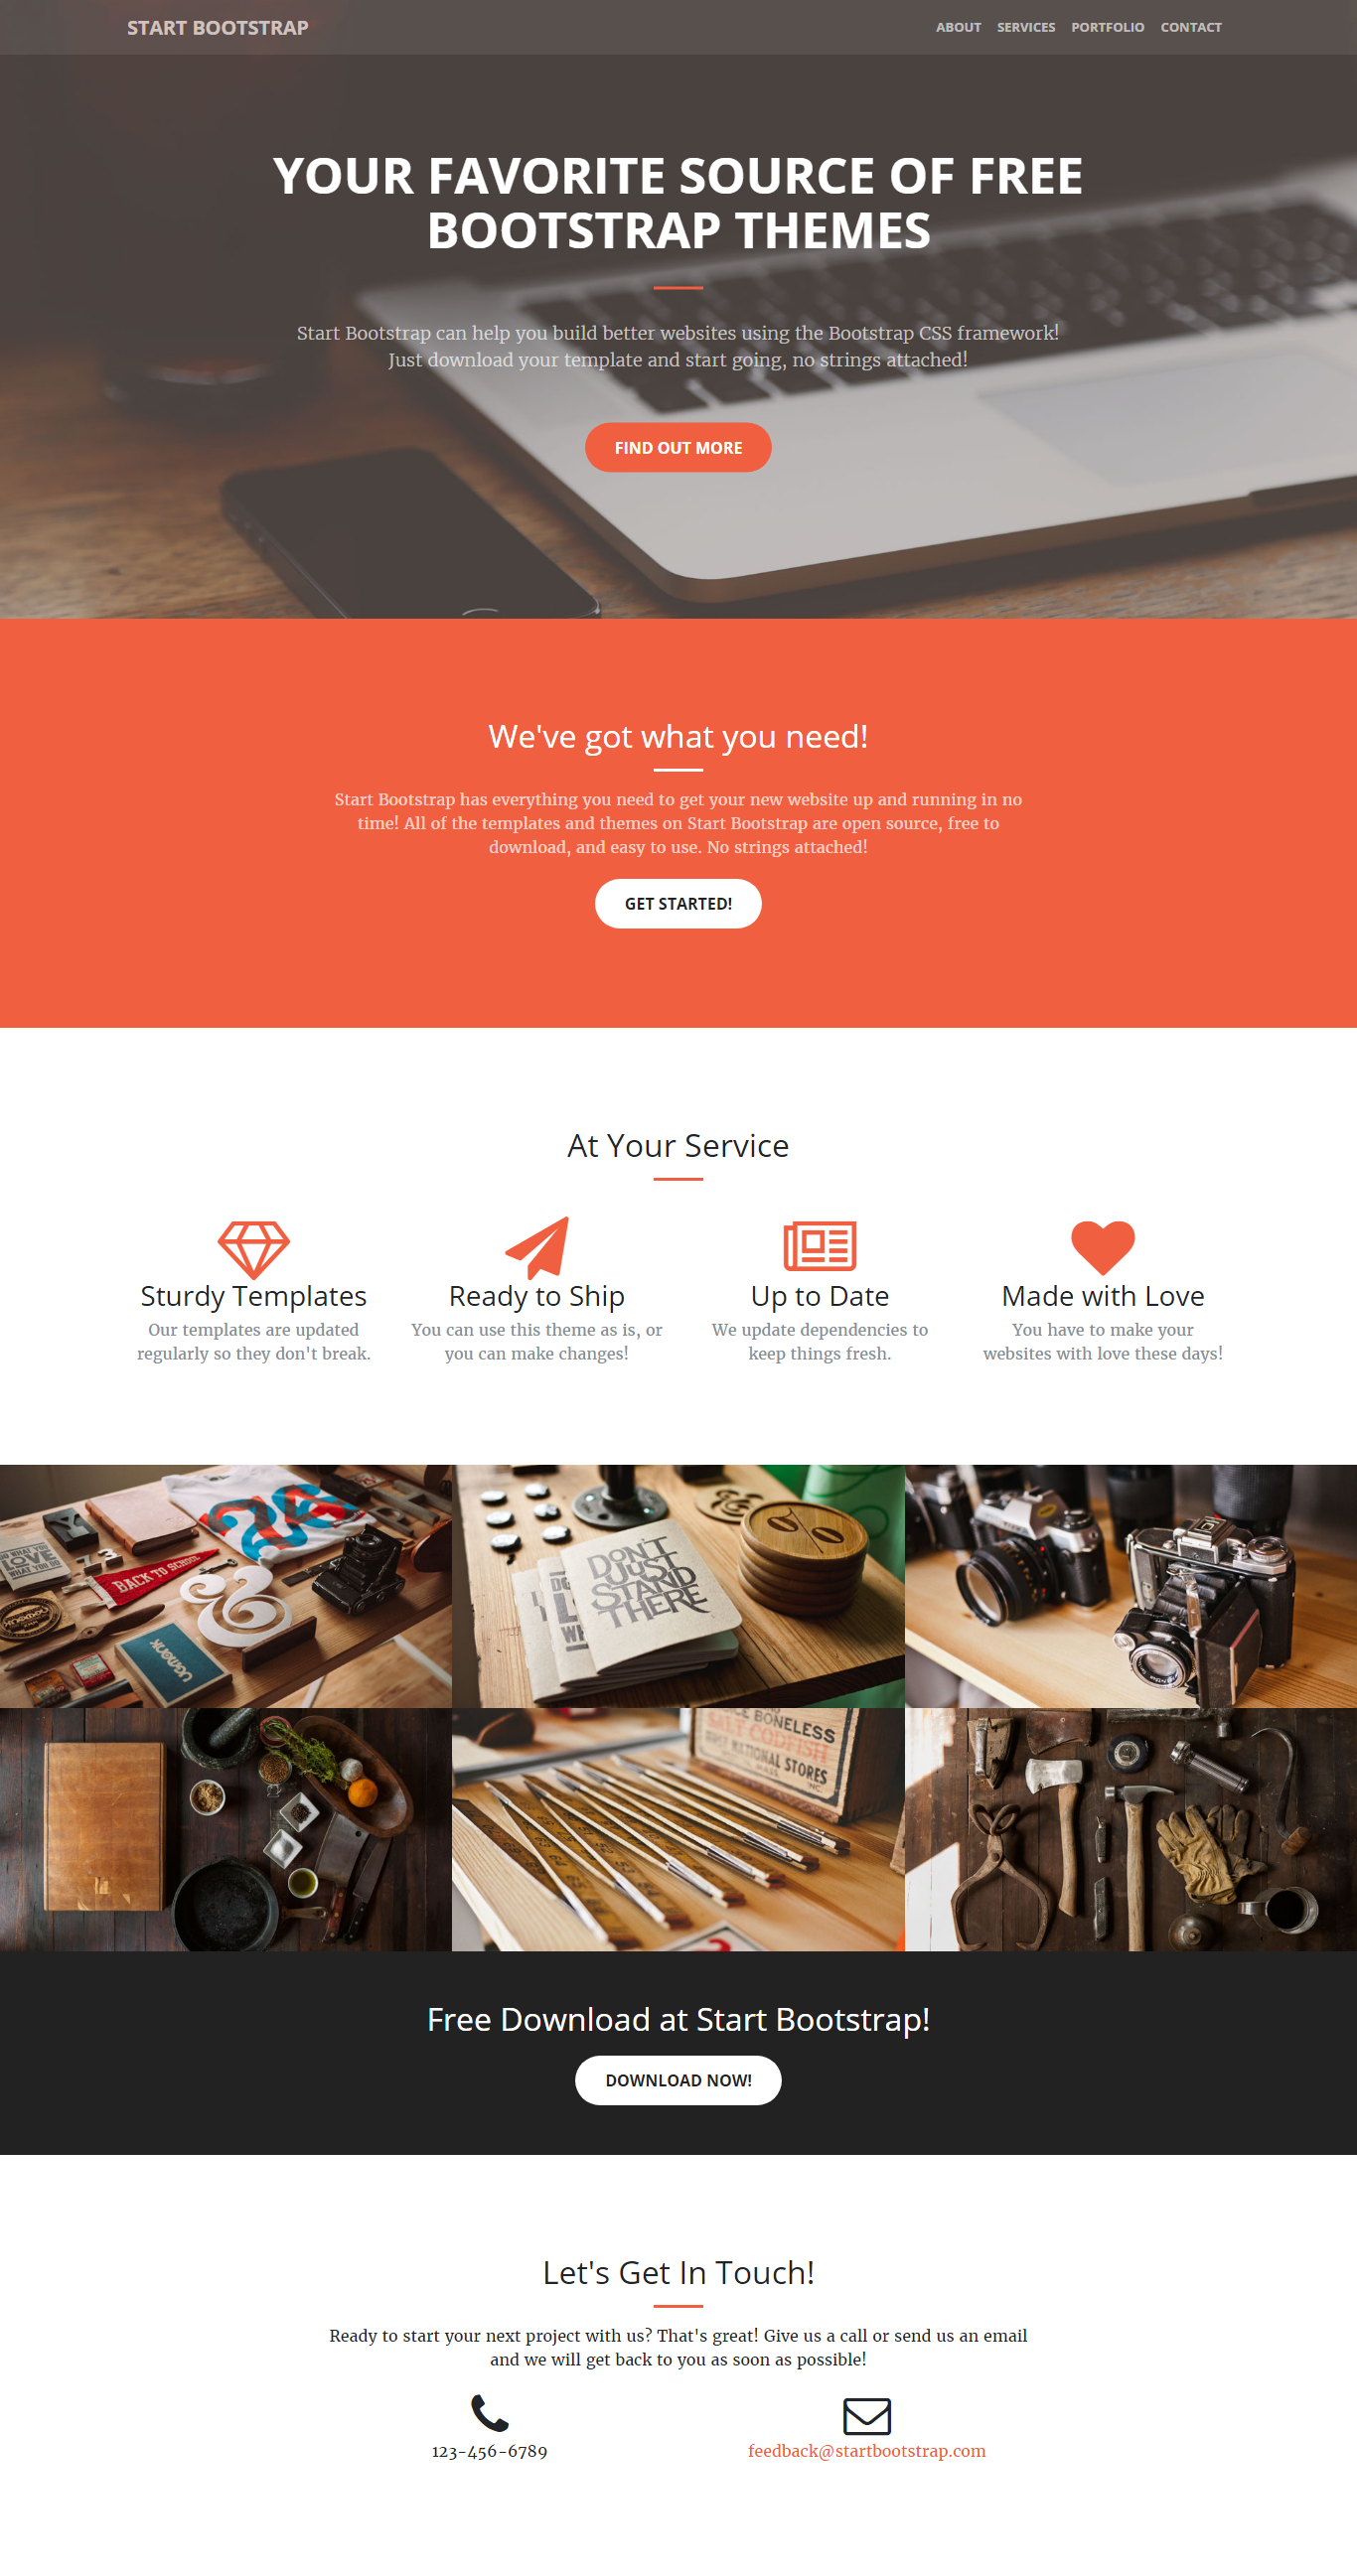 START BOOTSTRAP
ABOUT SERVICES PORTFOLIO CONTACT
YOUR FAVORITE SOURCE OF FREE
BOOTSTRAP THEMES
Start Bootstrap can help you build better websites using the Bootstrap CSS framework!
Just download your template and start going, no strings attached!
FIND OUT MORE
We've got what you need!
Start Bootstrap has everything you need to get your new website up and running in no
time! All of the templates and themes on Start Bootstrap are open source, free to
download, and easy to use. No strings attached!
GET STARTED!
At Your Service
Sturdy Templates
Our templates are updated
regularly so they don't break.
Ready to Ship
You can use this theme as is, or
you can make changes!
Up to Date
We update dependencies to
keep things fresh.
Made with Love
You have to make your
websites with love these days!
WHAT YOU
LOVE
WHAT YOU DO
BACK TO SCHOOL
&
DON'T
JUST
STAND
THERE
%
BONELESS
CODFISH
NATIONAL STORES
MASS
INC
Free Download at Start Bootstrap!
DOWNLOAD NOW!
Let's Get In Touch!
Ready to start your next project with us? That's great! Give us a call or send us an email
and we will get back to you as soon as possible!
123-456-6789
feedback@startbootstrap.com